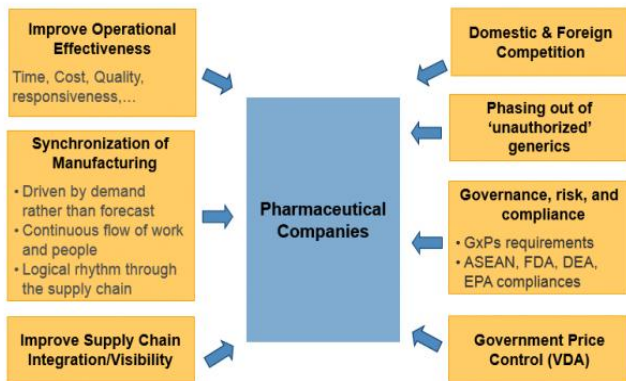 Improve Operational
Effectiveness
Time, Cost, Quality,
responsiveness,...
Synchronization of
Manufacturing
• Driven by demand
rather than forecast
• Continuous flow of work
and people
• Logical rhythm through
the supply chain
Improve Supply Chain
Integration/Visibility
Pharmaceutical
Companies
Domestic & Foreign
Competition
Phasing out of
‘unauthorized’
generics
Governance, risk, and
compliance
• GxPs requirements
• ASEAN, FDA, DEA,
EPA compliances
Government Price
Control (VDA)